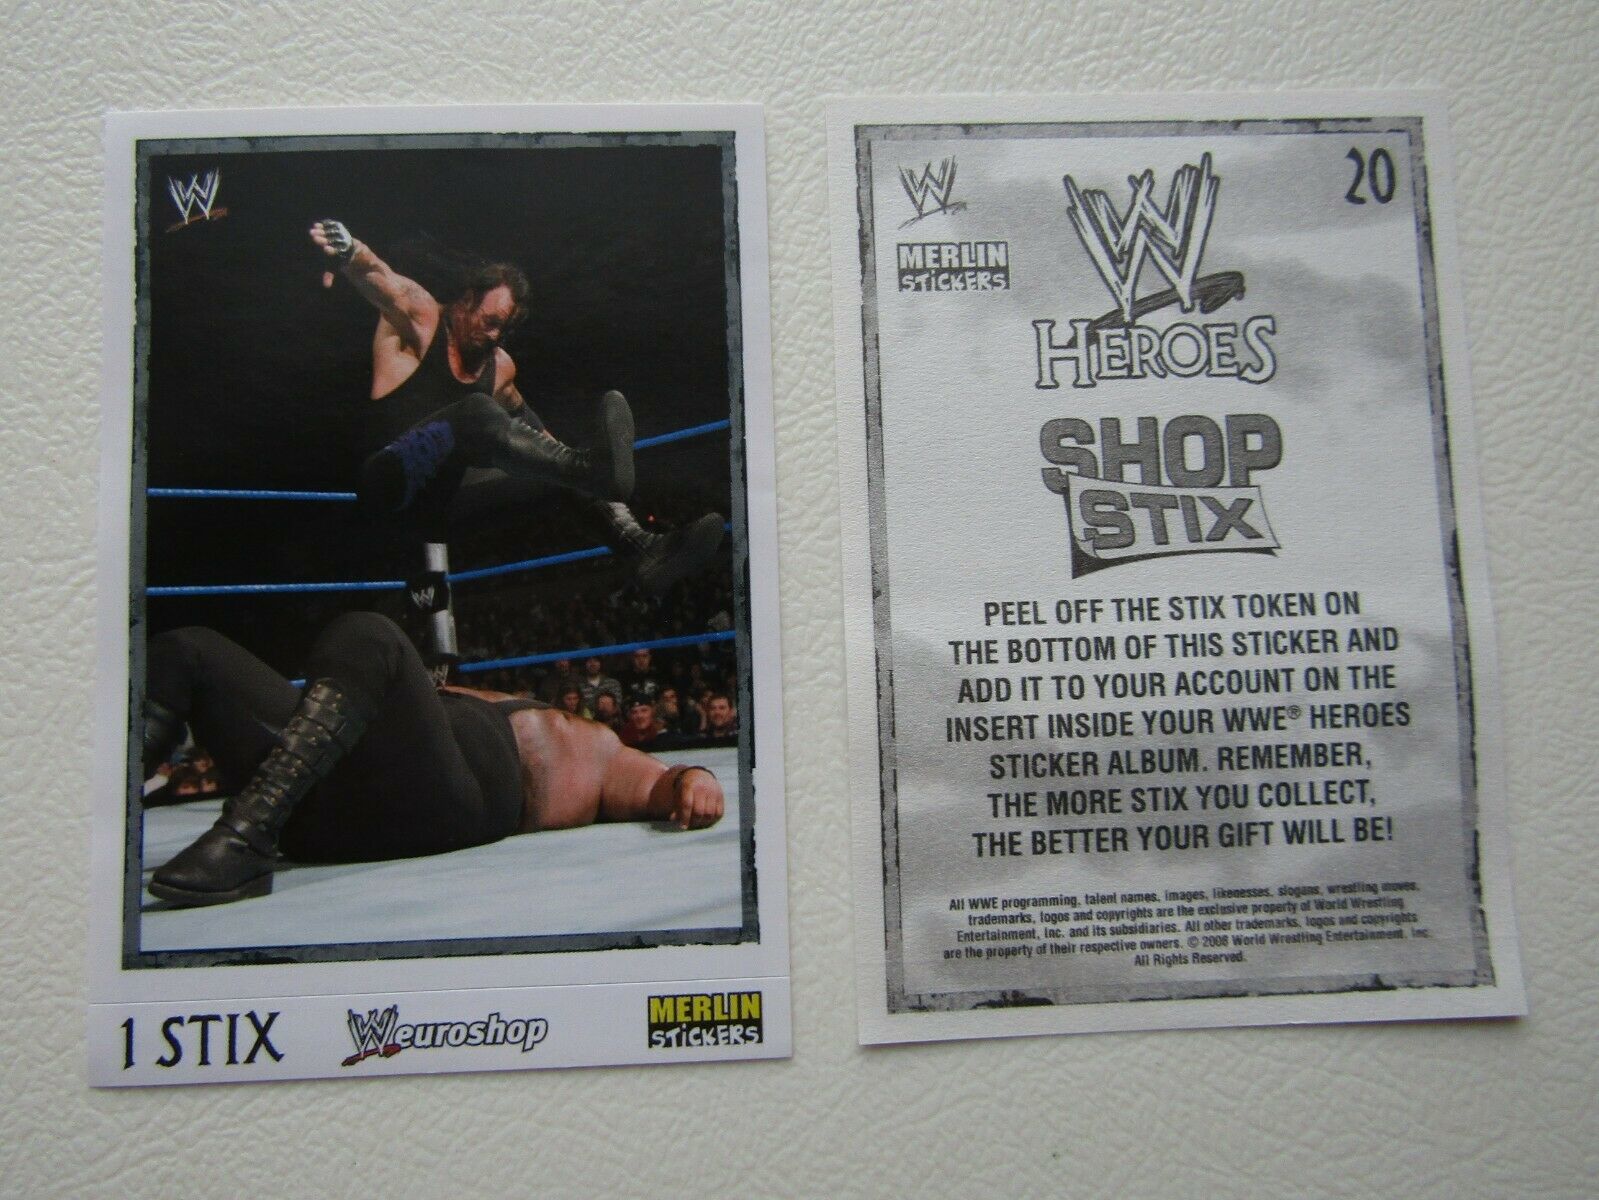 W
1 STIX
W euroshop
MERLIN
STICKERS
W
20
MERLIN
STICKERS
W
HEROES
SHOP
STIX
PEEL OFF THE STIX TOKEN ON
THE BOTTOM OF THIS STICKER AND
ADD IT TO YOUR ACCOUNT ON THE
INSERT INSIDE YOUR WWE® HEROES
STICKER ALBUM. REMEMBER,
THE MORE STIX YOU COLLECT,
THE BETTER YOUR GIFT WILL BE!
All WWE programming, talent names, images, likenesses, slogans, wrestling moves,
trademarks, logos and copyrights are the exclusive property of World Wrestling
Entertainment, Inc. and its subsidiaries. All other trademarks, logos and copyrights
are the property of their respective owners. © 2008 World Wrestling Entertainment, Inc.
All Rights Reserved.